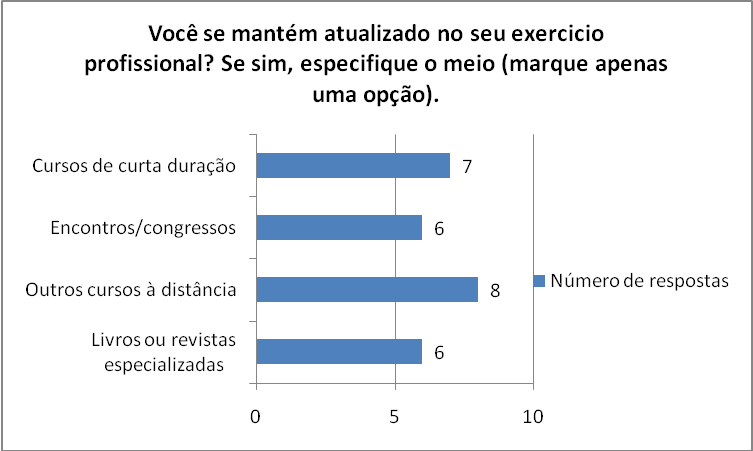 Você se mantém atualizado no seu exercicio
profissional? Se sim, especifique o meio (marque apenas
uma opção).
Cursos de curta duração
7
Encontros/congressos
6
Outros cursos à distância
8
Livros ou revistas
especializadas
6
Número de respostas
0
5
10